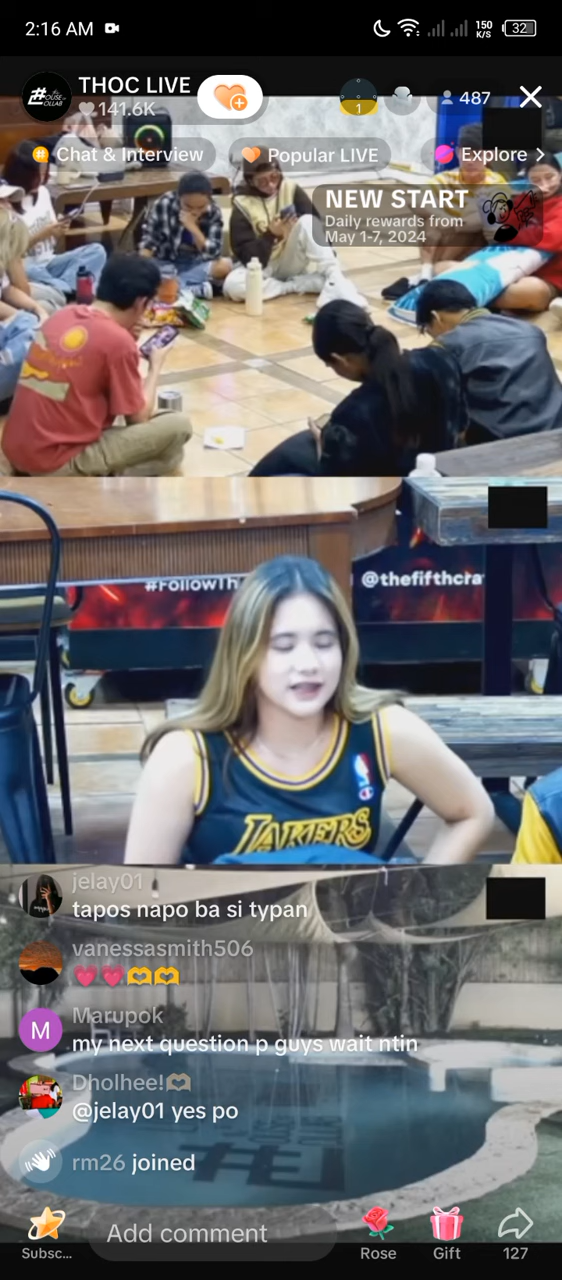 2:16 AM
150
K/S
32
THOC LIVE
141.6K
487
1
Chat & Interview
Popular LIVE
Explore
NEW START
Daily rewards from
May 1-7, 2024
#FollowTh
@thefifthcra
LAKERS
jelay01
tapos napo ba si typan
vanessasmith506
M
Marupok
my next question p guys wait ntin
Dholhee!
@jelay01 yes po
rm26 joined
Add comment
Subsc...
Rose
Gift
127